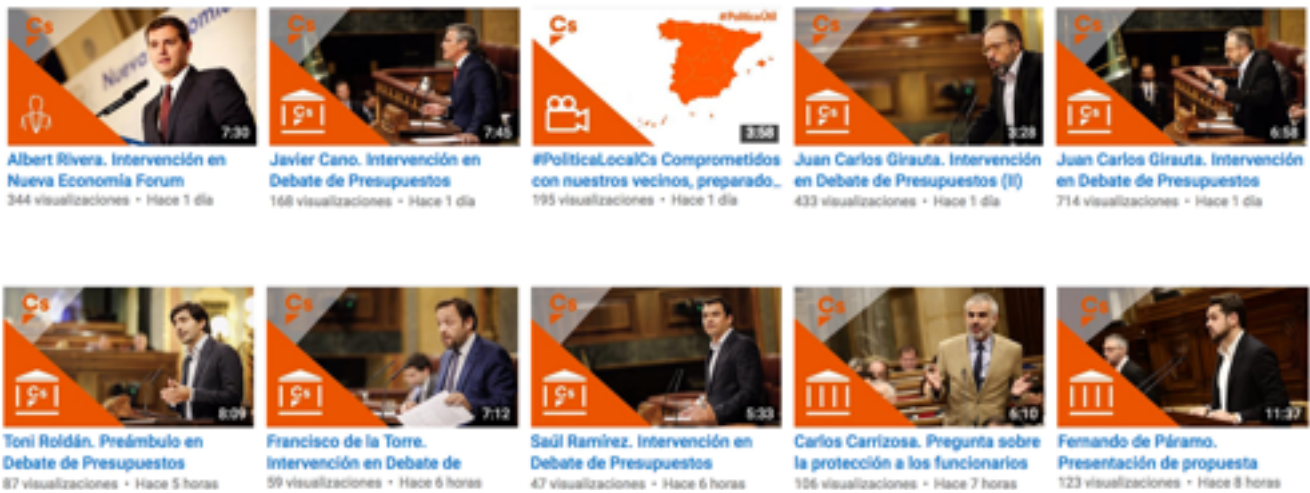 Cs
Nueva
7:30
Albert Rivera. Intervención en
Nueva Economía Forum
344 visualizaciones • Hace 1 día
Cs
7:45
Javier Cano. Intervención en
Debate de Presupuestos
168 visualizaciones • Hace 1 día
Cs
#PolíticaÚtil
3:58
#PoliticaLocalCs Comprometidos
con nuestros vecinos, preparado...
195 visualizaciones • Hace 1 día
Cs
3:28
Juan Carlos Girauta. Intervención
en Debate de Presupuestos (II)
433 visualizaciones • Hace 1 día
Cs
6:58
Juan Carlos Girauta. Intervención
en Debate de Presupuestos
714 visualizaciones • Hace 1 día
Cs
8:09
Toni Roldán. Preámbulo en
Debate de Presupuestos
87 visualizaciones • Hace 5 horas
Cs
7:12
Francisco de la Torre.
Intervención en Debate de
59 visualizaciones • Hace 6 horas
Cs
5:33
Saúl Ramírez. Intervención en
Debate de Presupuestos
47 visualizaciones • Hace 6 horas
Cs
6:10
Carlos Carrizosa. Pregunta sobre
la protección a los funcionarios
106 visualizaciones • Hace 7 horas
Cs
11:37
Fernando de Páramo.
Presentación de propuesta
123 visualizaciones • Hace 8 horas